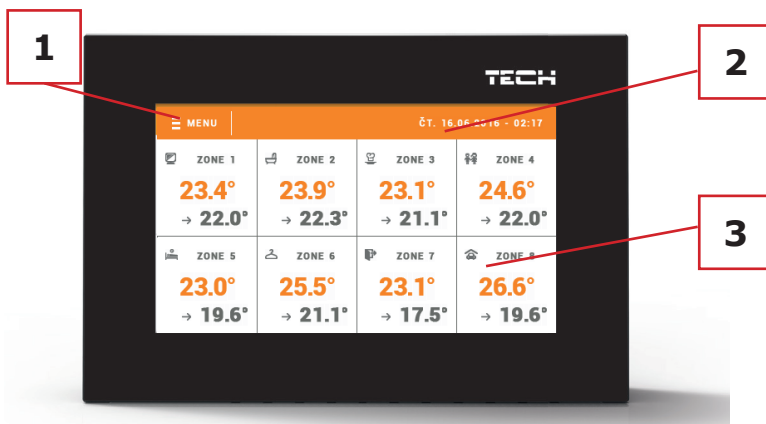 1
2
TECH
MENU
ČT. 16.06.2016 - 02:17
ZONE 1 ZONE 2 ZONE 3 ZONE 4
23.4° 23.9° 23.1° 24.6°
→ 22.0° → 22.3° → 21.1° → 22.0°
3
ZONE 5 ZONE 6 ZONE 7 ZONE 8
23.0° 25.5° 23.1° 26.6°
→ 19.6° → 21.1° → 17.5° → 19.6°